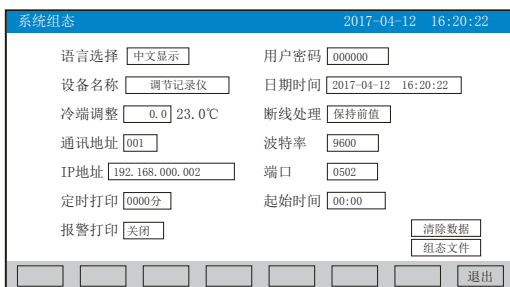 系统组态 2017-04-12 16:20:22
语言选择 中文显示 用户密码 000000
设备名称 调节记录仪 日期时间 2017-04-12 16:20:22
冷端调整 0.0 23.0℃ 断线处理 保持前值
通讯地址 001 波特率 9600
IP地址 192.168.000.002 端口 0502
定时打印 0000分 起始时间 00:00
报警打印 关闭 清除数据
组态文件
退出